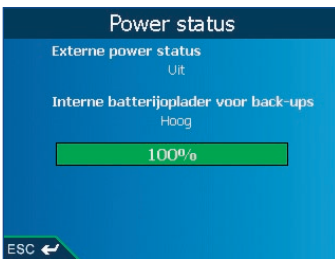 Power status
Externe power status
Uit
Interne batterijoplader voor back-ups
Hoog
100%
ESC